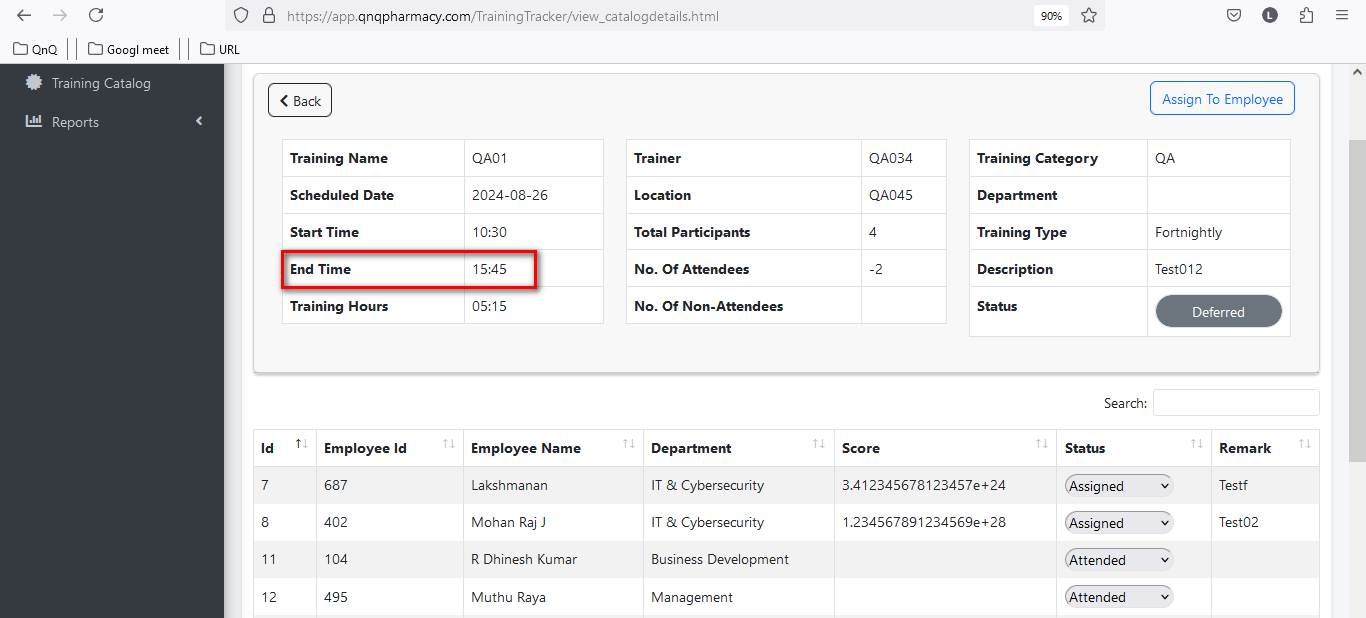 https://app.qnqpharmacy.com/TrainingTracker/view_catalogdetails.html 90% L
QnQ Googl meet URL
Training Catalog
Reports
Back Assign To Employee
Training Name QA01 Trainer QA034 Training Category QA
Scheduled Date 2024-08-26 Location QA045 Department
Start Time 10:30 Total Participants 4 Training Type Fortnightly
End Time 15:45 No. Of Attendees -2 Description Test012
Training Hours 05:15 No. Of Non-Attendees Status Deferred
Search:
Id Employee Id Employee Name Department Score Status Remark
7 687 Lakshmanan IT & Cybersecurity 3.412345678123457e+24 Assigned Testf
8 402 Mohan Raj J IT & Cybersecurity 1.234567891234569e+28 Assigned Test02
11 104 R Dhinesh Kumar Business Development Attended
12 495 Muthu Raya Management Attended